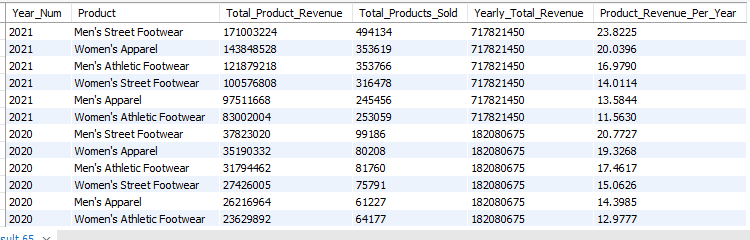 Year_Num Product Total_Product_Revenue Total_Products_Sold Yearly_Total_Revenue Product_Revenue_Per_Year
2021 Men's Street Footwear 171003224 494134 717821450 23.8225
2021 Women's Apparel 143848528 353619 717821450 20.0396
2021 Men's Athletic Footwear 121879218 353766 717821450 16.9790
2021 Women's Street Footwear 100576808 316478 717821450 14.0114
2021 Men's Apparel 97511668 245456 717821450 13.5844
2021 Women's Athletic Footwear 83002004 253059 717821450 11.5630
2020 Men's Street Footwear 37823020 99186 182080675 20.7727
2020 Women's Apparel 35190332 80208 182080675 19.3268
2020 Men's Athletic Footwear 31794462 81760 182080675 17.4617
2020 Women's Street Footwear 27426005 75791 182080675 15.0626
2020 Men's Apparel 26216964 61227 182080675 14.3985
2020 Women's Athletic Footwear 23629892 64177 182080675 12.9777
sult 65